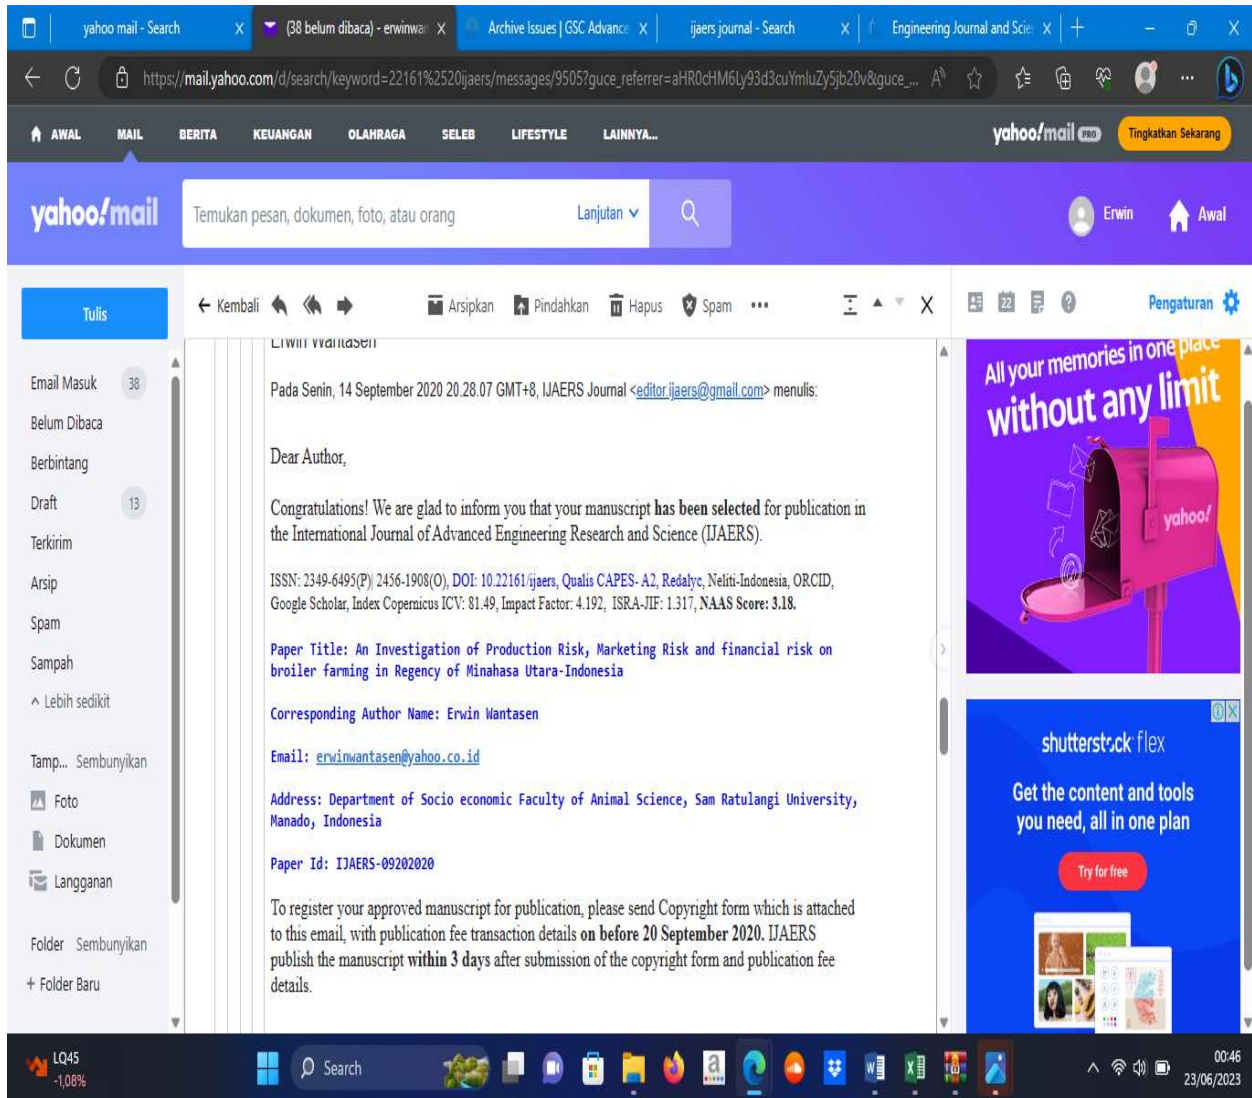 yahoo mail - Search
(38 belum dibaca) - erwinwan
Archive Issues | GSC Advance
ijaers journal - Search
Engineering Journal and Scie
https://mail.yahoo.com/d/search/keyword=22161%2520ijaers/messages/9505?guce_referrer=aHR0cHM6Ly93d3cuYmluZy5jb20v&guce_...
AWAL MAIL BERITA KEUANGAN OLAHRAGA SELEB LIFESTYLE LAINNYA...
yahoo!mail PRO Tingkatkan Sekarang
yahoo!mail
Temukan pesan, dokumen, foto, atau orang
Lanjutan
Erwin
Awal
Tulis
Kembali
Arsipkan
Pindahkan
Hapus
Spam
22
Pengaturan
Email Masuk 38
Belum Dibaca
Berbintang
Draft 13
Terkirim
Arsip
Spam
Sampah
Lebih sedikit
Tamp... Sembunyikan
Foto
Dokumen
Langganan
Folder Sembunyikan
+ Folder Baru
Erwin Wantasen
Pada Senin, 14 September 2020 20.28.07 GMT+8, IJAERS Journal <editor.ijaers@gmail.com> menulis:
Dear Author,
Congratulations! We are glad to inform you that your manuscript has been selected for publication in
the International Journal of Advanced Engineering Research and Science (IJAERS).
ISSN: 2349-6495(P)| 2456-1908(O), DOI: 10.22161/ijaers, Qualis CAPES- A2, Redalyc, Neliti-Indonesia, ORCID,
Google Scholar, Index Copernicus ICV: 81.49, Impact Factor: 4.192, ISRA-JIF: 1.317, NAAS Score: 3.18.
Paper Title: An Investigation of Production Risk, Marketing Risk and financial risk on
broiler farming in Regency of Minahasa Utara-Indonesia
Corresponding Author Name: Erwin Wantasen
Email: erwinwantasen@yahoo.co.id
Address: Department of Socio economic Faculty of Animal Science, Sam Ratulangi University,
Manado, Indonesia
Paper Id: IJAERS-09202020
To register your approved manuscript for publication, please send Copyright form which is attached
to this email, with publication fee transaction details on before 20 September 2020. IJAERS
publish the manuscript within 3 days after submission of the copyright form and publication fee
details.
All your memories in one place
without any limit
yahoo!
shutterstock flex
Get the content and tools
you need, all in one plan
Try for free
LQ45
-1,08%
Search
00:46
23/06/2023